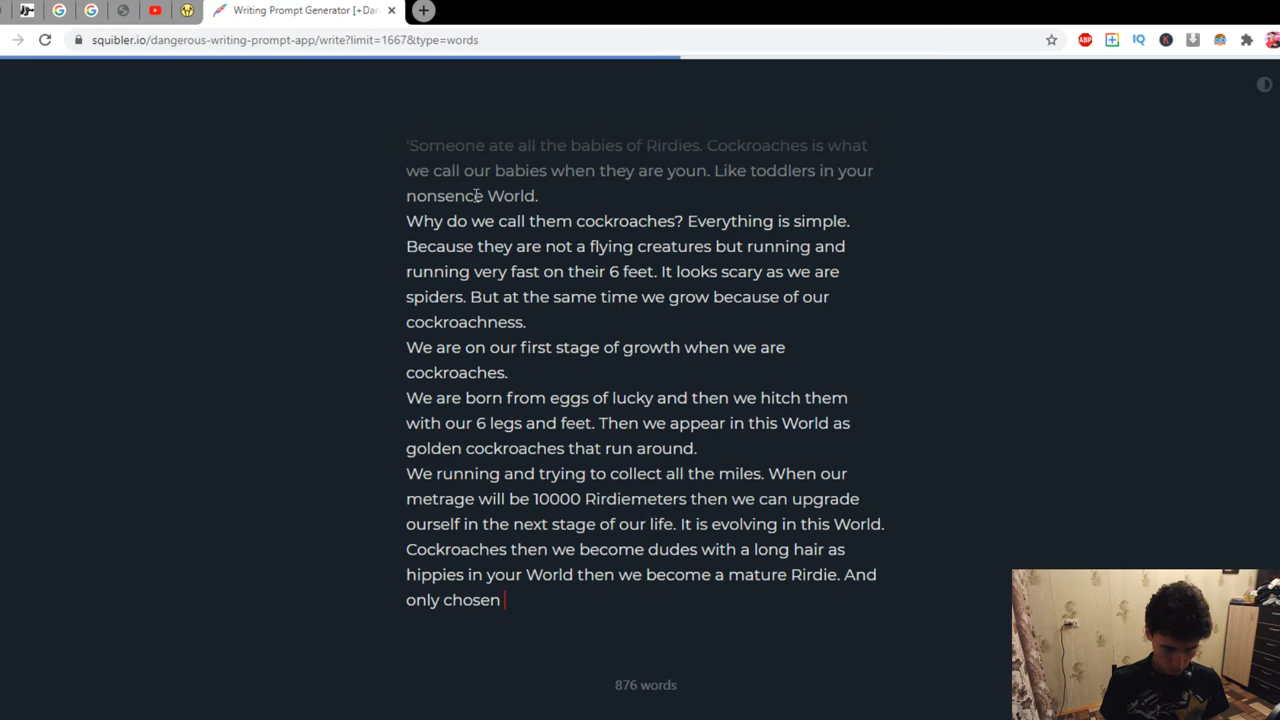 Writing Prompt Generator [+Dan
squibler.io/dangerous-writing-prompt-app/write?limit=1667&type=words
ABP
IQ
K
'Someone ate all the babies of Rirdies. Cockroaches is what
we call our babies when they are youn. Like toddlers in your
nonsence World.
Why do we call them cockroaches? Everything is simple.
Because they are not a flying creatures but running and
running very fast on their 6 feet. It looks scary as we are
spiders. But at the same time we grow because of our
cockroachness.
We are on our first stage of growth when we are
cockroaches.
We are born from eggs of lucky and then we hitch them
with our 6 legs and feet. Then we appear in this World as
golden cockroaches that run around.
We running and trying to collect all the miles. When our
metrage will be 10000 Rirdiemeters then we can upgrade
ourself in the next stage of our life. It is evolving in this World.
Cockroaches then we become dudes with a long hair as
hippies in your World then we become a mature Rirdie. And
only chosen
876 words